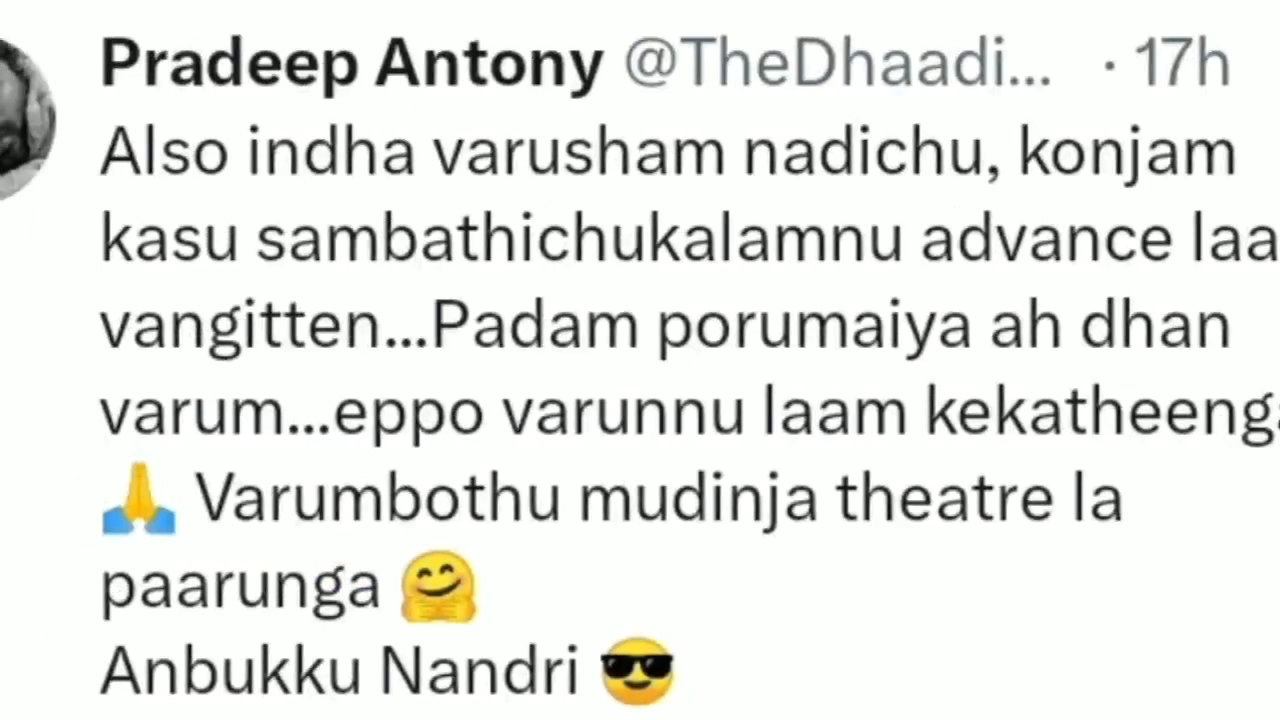 Pradeep Antony @TheDhaadi... · 17h
Also indha varusham nadichu, konjam
kasu sambathichukalamnu advance laa
vangitten...Padam porumaiya ah dhan
varum...eppo varunnu laam kekatheenga
🙏 Varumbothu mudinja theatre la
paarunga 🤗
Anbukku Nandri 😎